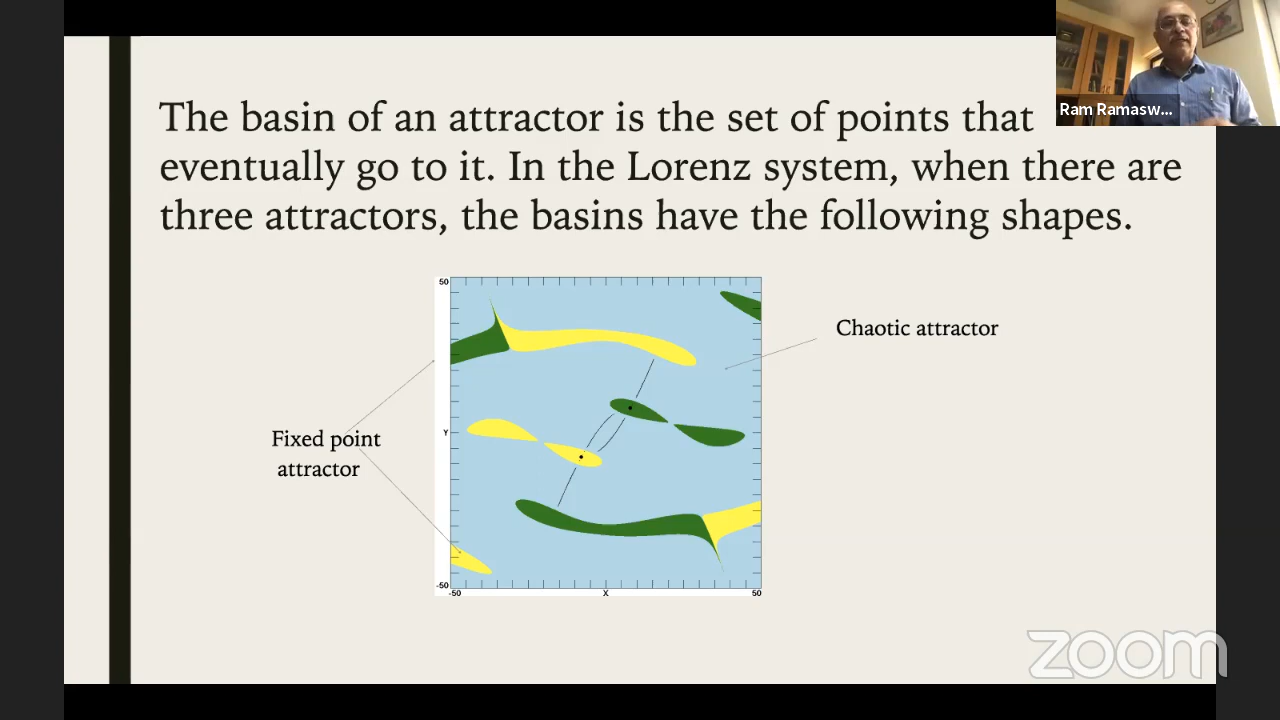 The basin of an attractor is the set of points that
eventually go to it. In the Lorenz system, when there are
three attractors, the basins have the following shapes.
Ram Ramasw...
50
Chaotic attractor
Y
Fixed point
attractor
-50
-50
X
50
zoom